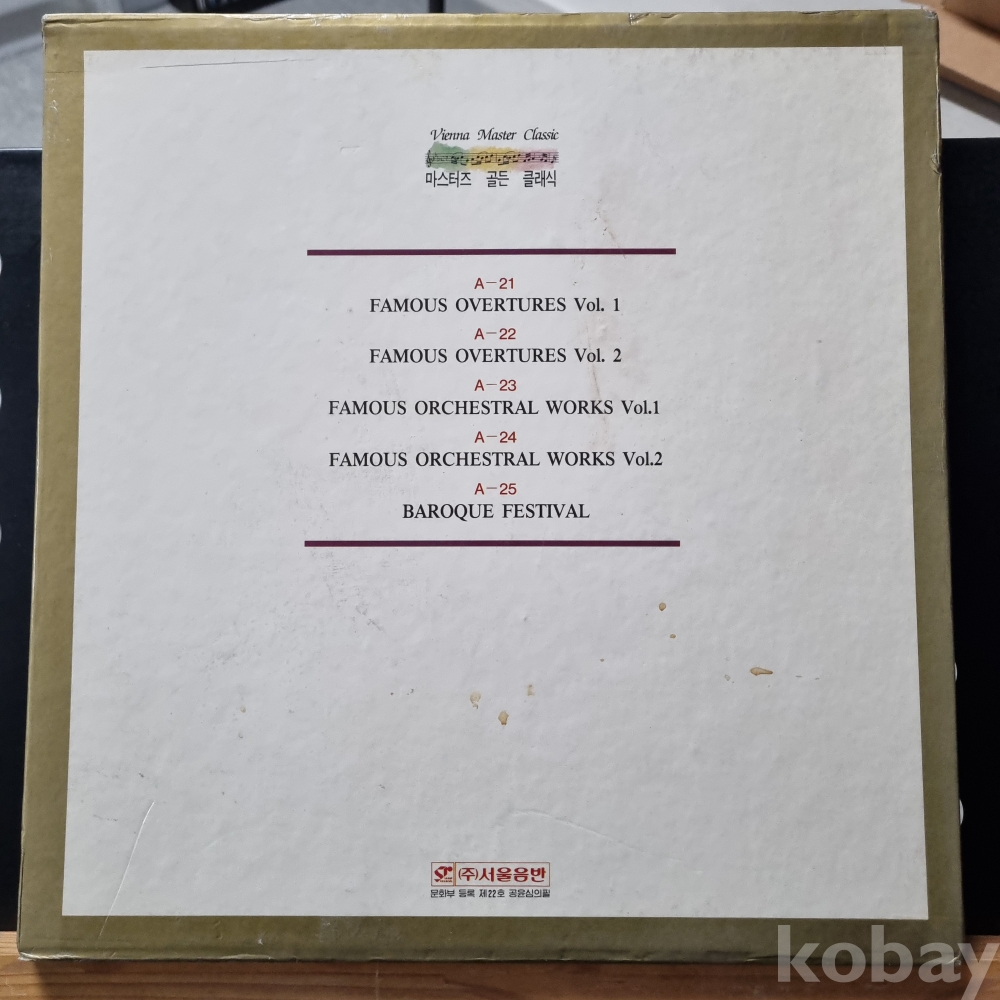 Vienna Master Classic
마스터즈 골든 클래식
A-21
FAMOUS OVERTURES Vol. 1
A-22
FAMOUS OVERTURES Vol. 2
A-23
FAMOUS ORCHESTRAL WORKS Vol.1
A-24
FAMOUS ORCHESTRAL WORKS Vol.2
A-25
BAROQUE FESTIVAL
(주)서울음반
문화부 등록 제22호 공윤심의필
kobay